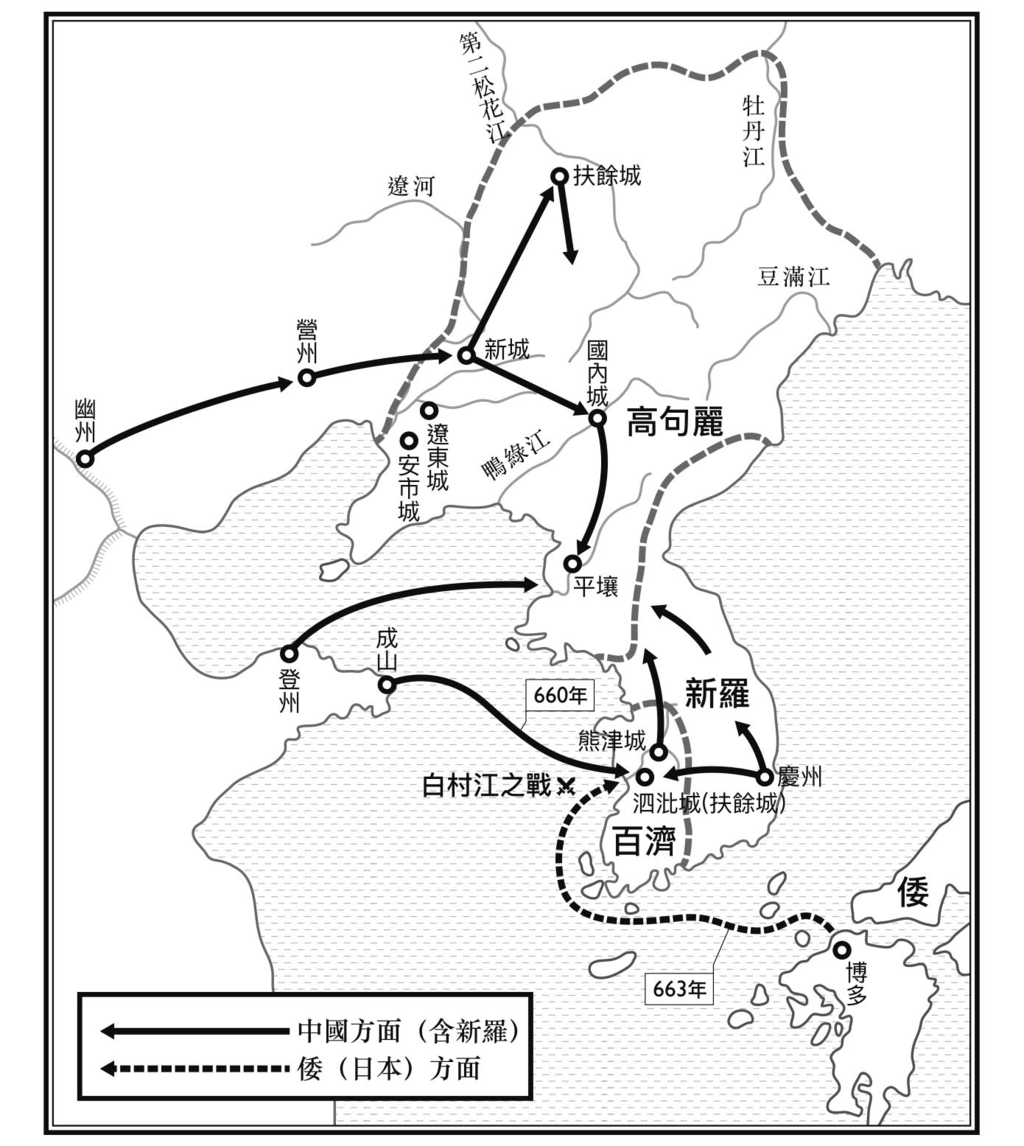 第二松花江
牡丹江
扶餘城
遼河
豆滿江
營州
新城
國內城
幽州
高句麗
遼東城
安市城
鴨綠江
平壤
成山
登州
660年
新羅
熊津城
慶州
白村江之戰
泗沘城(扶餘城)
百濟
倭
博多
663年
中國方面（含新羅）
倭（日本）方面